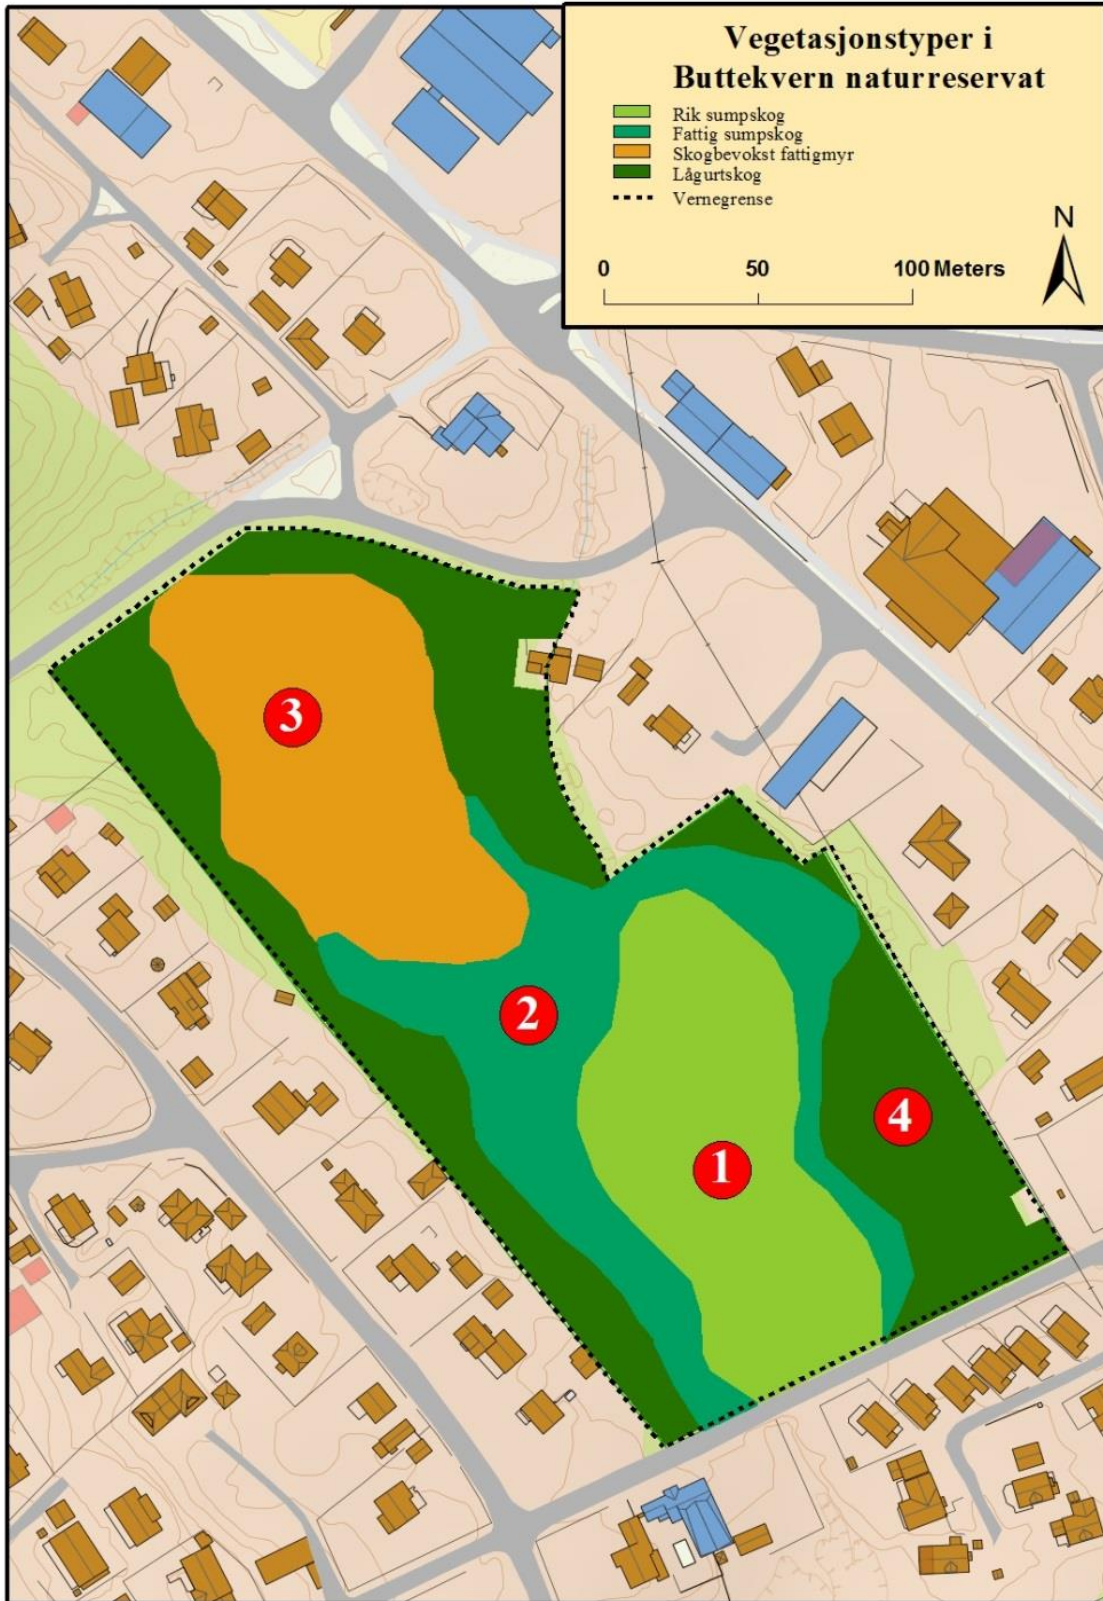 Vegetasjonstyper i
Buttekvern naturreservat
Rik sumpskog
Fattig sumpskog
Skogbevokst fattigmyr
Lågurtskog
Vernegrense
N
0 50 100 Meters
3
2
4
1